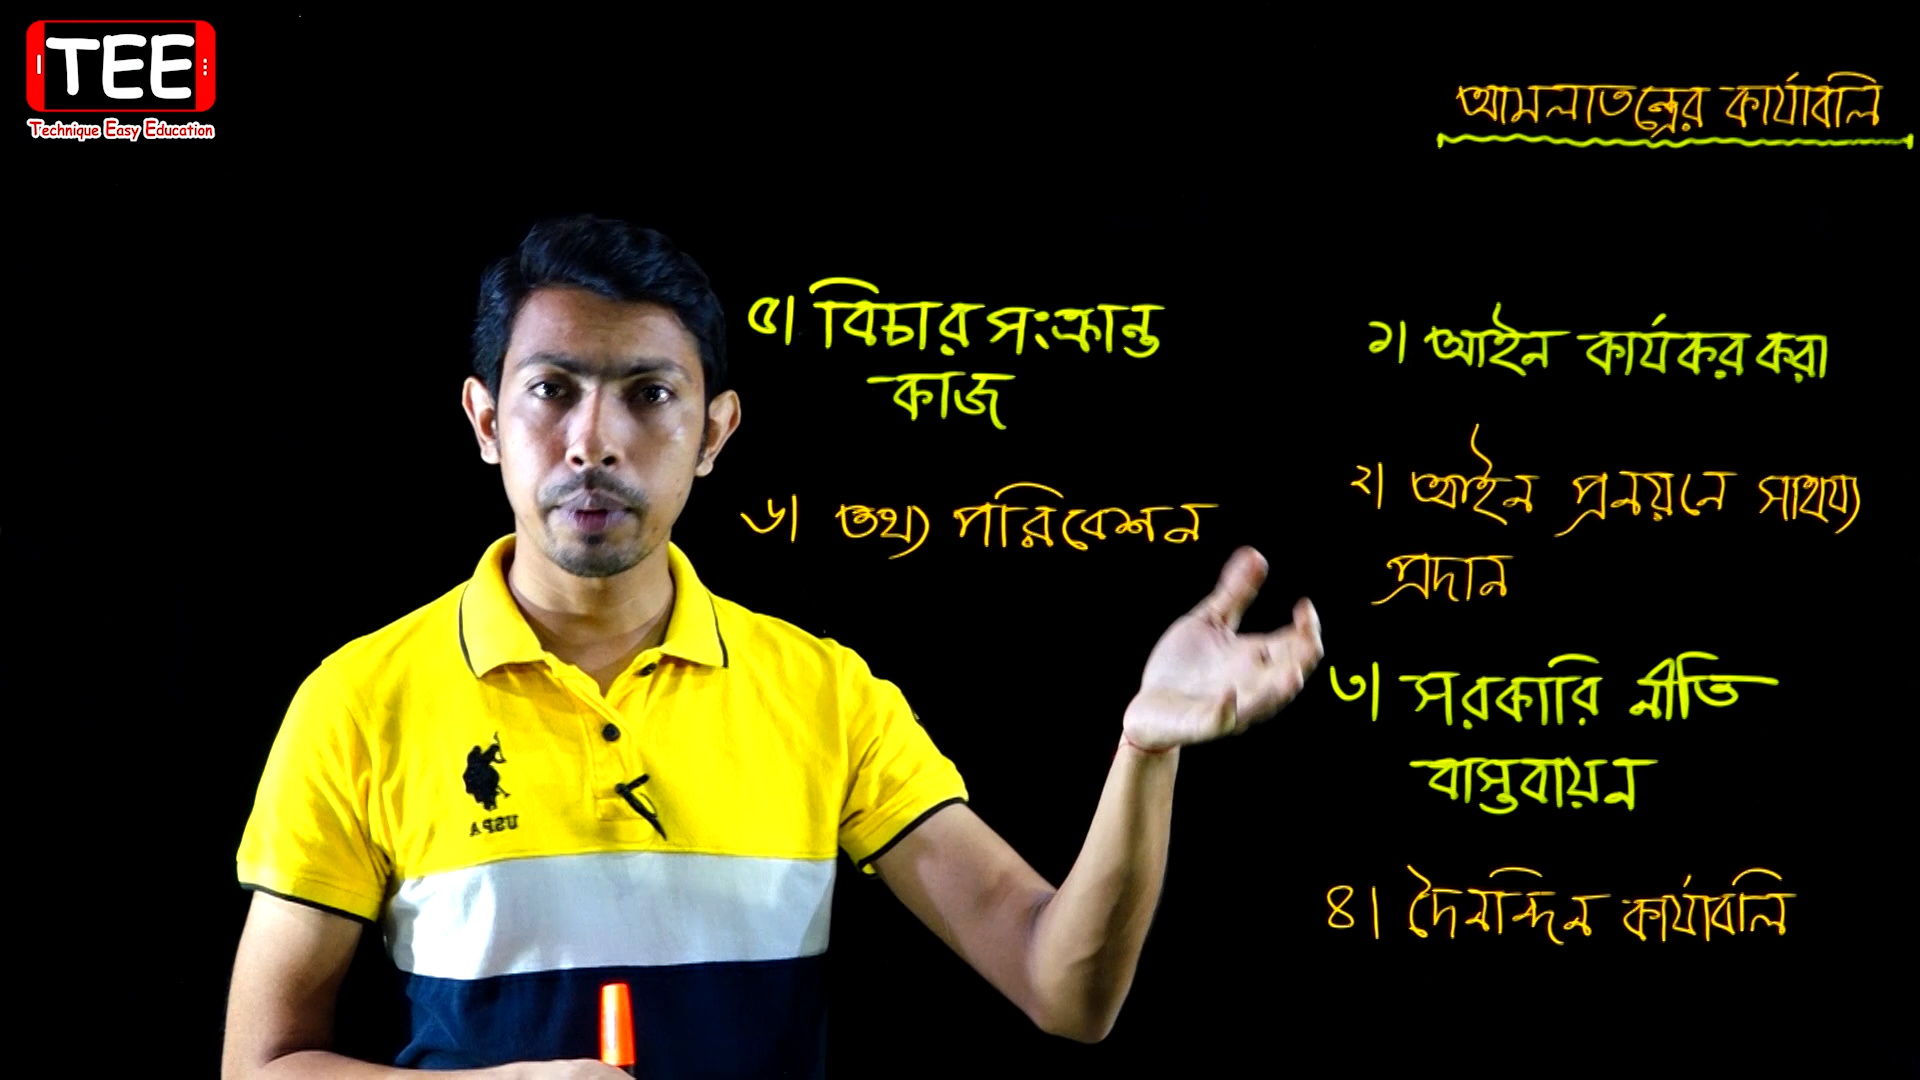 TEE
Technique Easy Education
আমলাতন্ত্রের কার্যাবলি
১। আইন কার্যকর করা
২। আইন প্রনয়নে সাহায্য
প্রদান
৩। সরকারি নীতি
বাস্তবায়ন
৪। দৈনন্দিন কার্যাবলি
৫। বিচার সংক্রান্ত
কাজ
৬। তথ্য পরিবেশন
USPA